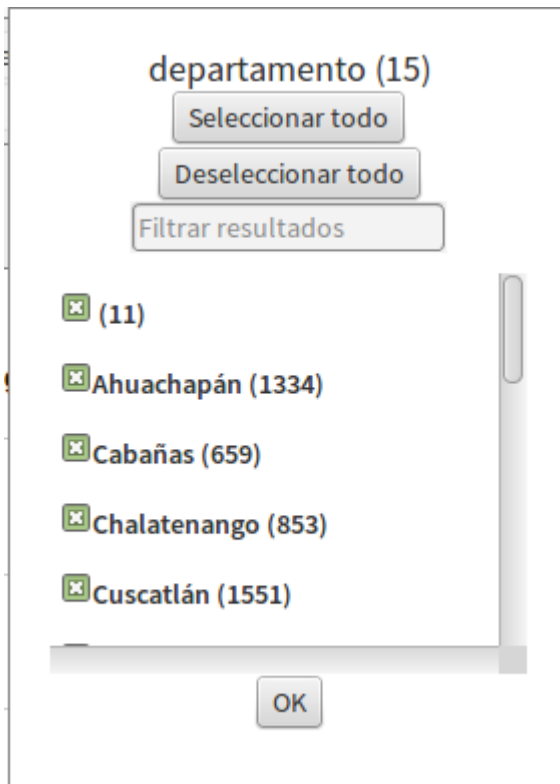 departamento (15)
Seleccionar todo
Deseleccionar todo
Filtrar resultados
(11)
Ahuachapán (1334)
Cabañas (659)
Chalatenango (853)
Cuscatlán (1551)
OK